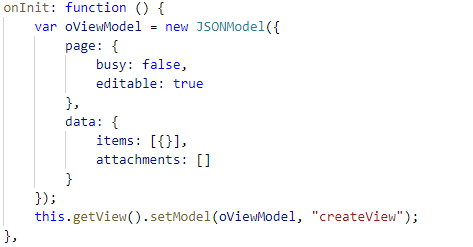 onInit: function () {
    var oViewModel = new JSONModel({
        page: {
            busy: false,
            editable: true
        },
        data: {
            items: [{}],
            attachments: []
        }
    });
    this.getView().setModel(oViewModel, "createView");
},